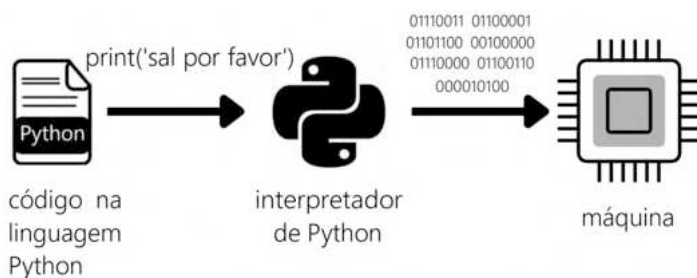 01110011 01100001
01101100 00100000
01110000 01100110
000010100
print('sal por favor')
Python
código na
linguagem
Python
interpretador
de Python
máquina